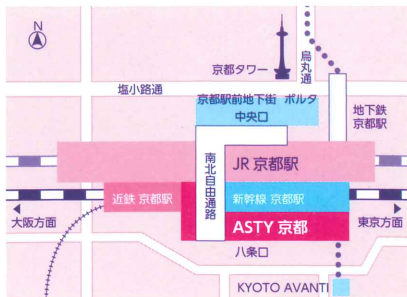 N
京都タワー
烏丸通
塩小路通
京都駅前地下街 ポルタ
中央口
地下鉄
京都駅
南北自由通路
JR 京都駅
近鉄 京都駅
新幹線 京都駅
大阪方面
ASTY 京都
東京方面
八条口
KYOTO AVANTI